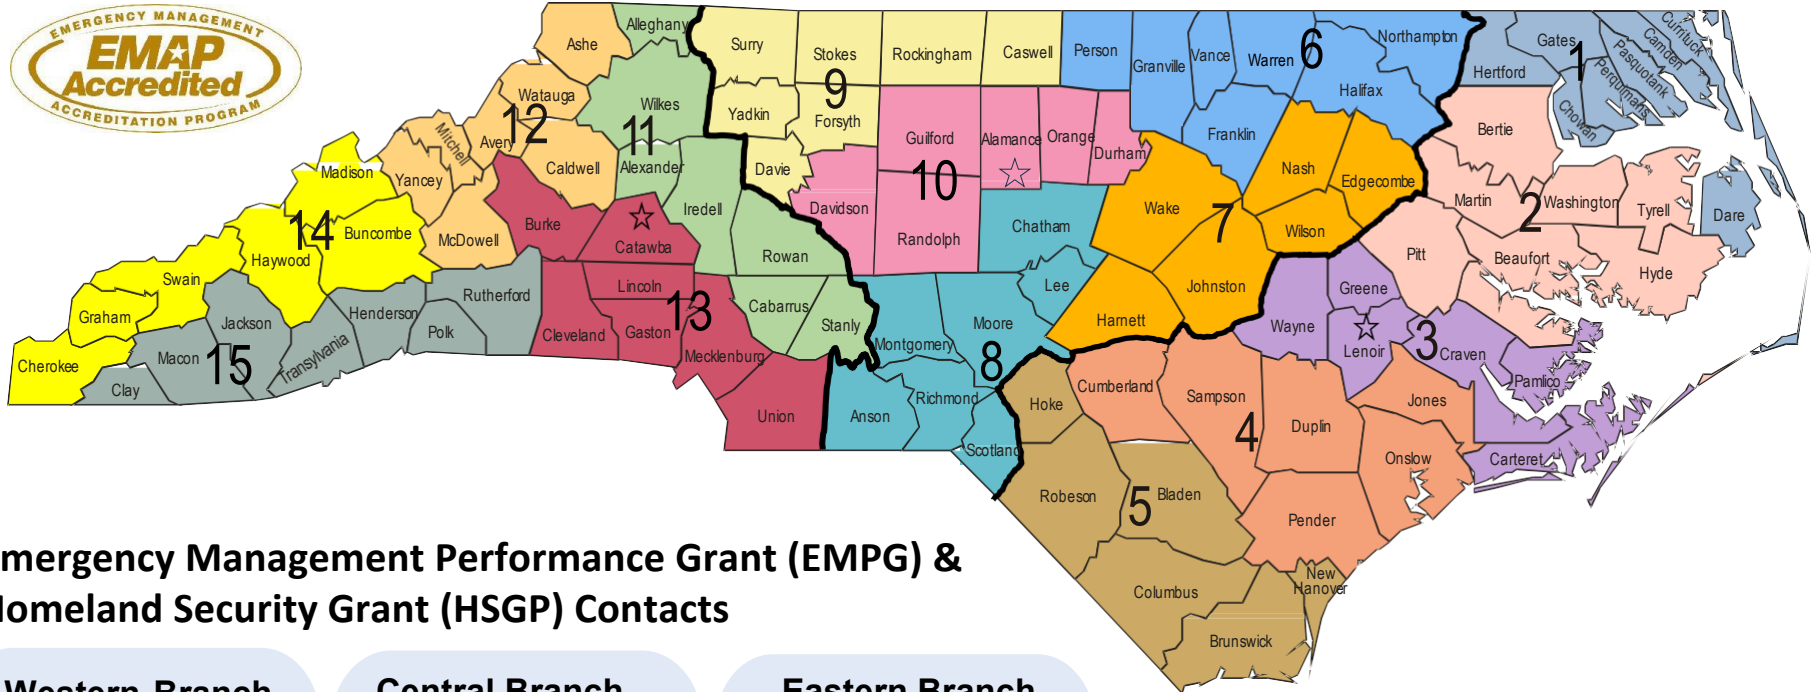 EMERGENCY MANAGEMENT
EMAP
Accredited
ACCREDITATION PROGRAM
Ashe
Alleghany
Surry
Stokes
Rockingham
Caswell
Person
Granville
Vance
Warren
6
Northampton
Hertford
Gates
1
Currituck
Camden
Pasquotank
Perquimans
Chowan
Watauga
12
Wilkes
11
Yadkin
9
Forsyth
Halifax
Franklin
Bertie
Mitchell
Avery
Caldwell
Alexander
Davie
Guilford
Alamance
Orange
Durham
10
Nash
Edgecombe
Madison
Yancey
Burke
Catawba
Iredell
Davidson
Randolph
Chatham
Wake
7
Wilson
Martin
2
Washington
Tyrell
Dare
14
Buncombe
McDowell
Haywood
Swain
Rowan
Lee
Johnston
Pitt
Beaufort
Hyde
Graham
Jackson
Henderson
Rutherford
Polk
Lincoln
13
Cleveland
Gaston
Mecklenburg
Cabarrus
Stanly
Montgomery
Moore
8
Harnett
Wayne
Greene
Lenoir
3
Craven
Pamlico
Cherokee
Macon
15
Clay
Transylvania
Union
Anson
Richmond
Scotland
Hoke
Cumberland
Sampson
4
Duplin
Jones
Onslow
Carteret
Robeson
5
Bladen
Pender
Columbus
New
Hanover
Brunswick
mergency Management Performance Grant (EMPG) &
omeland Security Grant (HSGP) Contacts
Western Branch
Central Branch
Eastern Branch